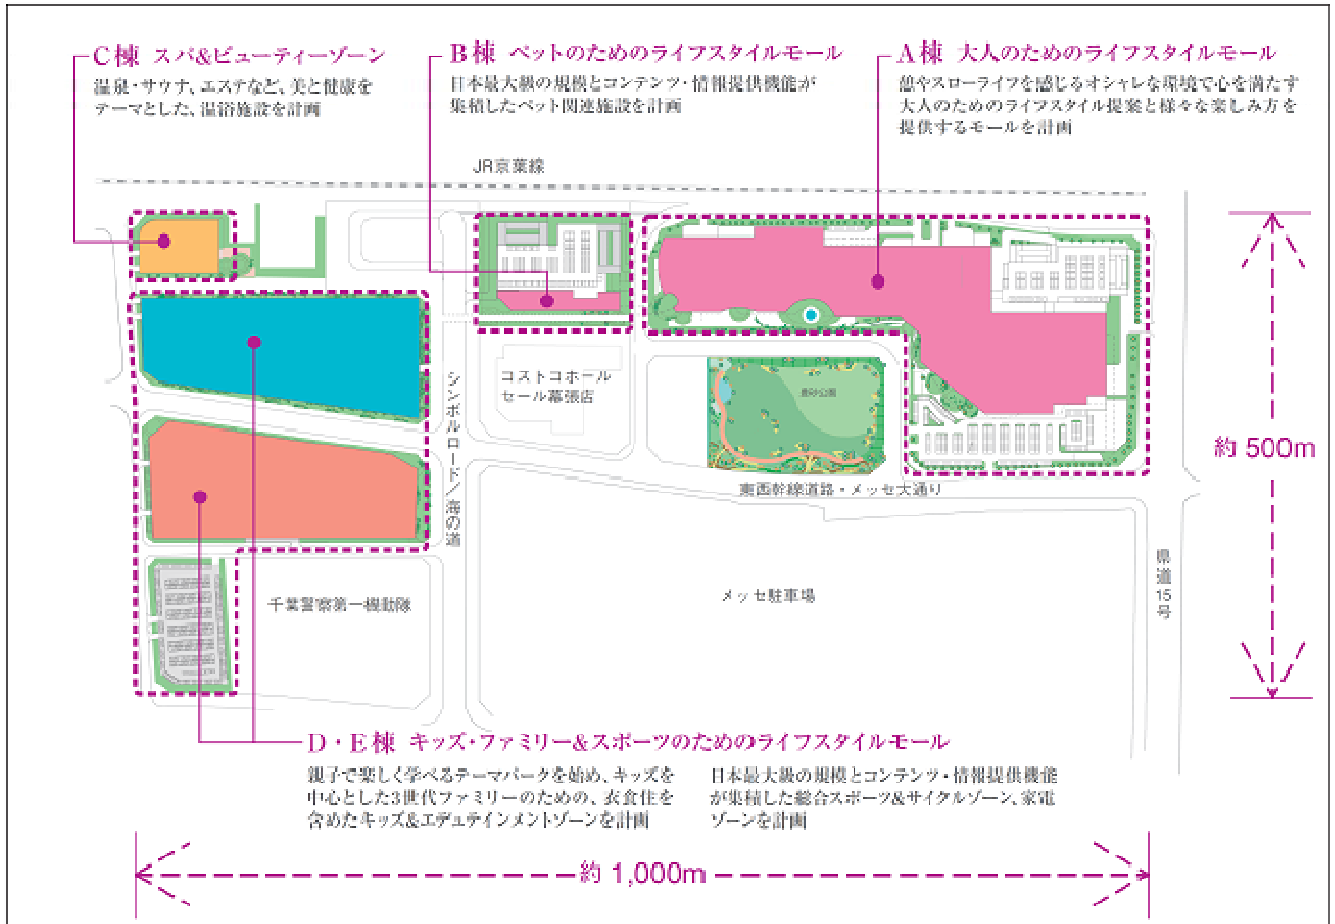 C棟 スパ&ビューティーゾーン
温泉・サウナ、エステなど、美と健康を
テーマとした、温浴施設を計画
B棟 ペットのためのライフスタイルモール
日本最大級の規模とコンテンツ・情報提供機能が
集積したペット関連施設を計画
A棟 大人のためのライフスタイルモール
憩やスローライフを感じるオシャレな環境で心を満たす
大人のためのライフスタイル提案と様々な楽しみ方を
提供するモールを計画
JR京葉線
コストコホール
セール幕張店
シンボルロード/海の道
豊砂公園
約 500m
東西幹線道路・メッセ大通り
県道15号
千葉警察第一機動隊
メッセ駐車場
D・E棟 キッズ・ファミリー&スポーツのためのライフスタイルモール
親子で楽しく学べるテーマパークを始め、キッズを
中心とした3世代ファミリーのための、衣食住を
含めたキッズ&エデュテインメントゾーンを計画
日本最大級の規模とコンテンツ・情報提供機能
が集積した総合スポーツ&サイクルゾーン、家電
ゾーンを計画
約 1,000m